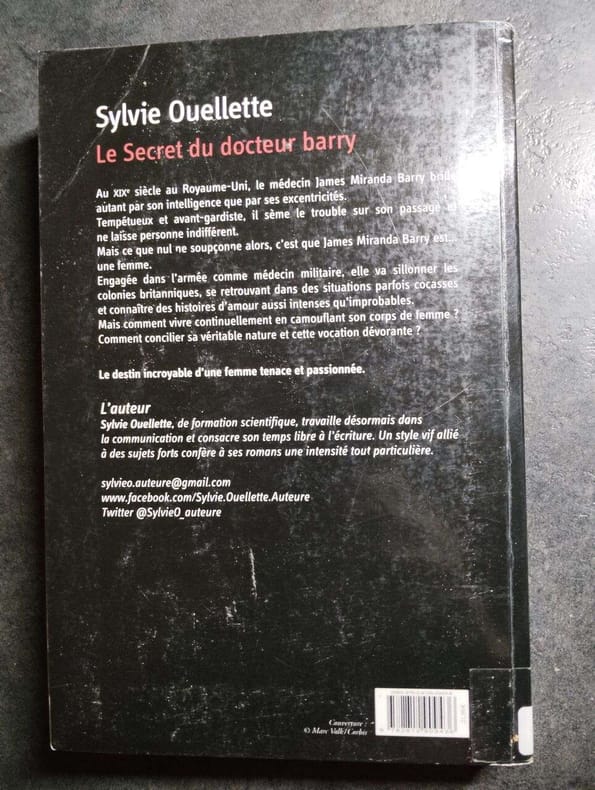 Sylvie Ouellette
Le Secret du docteur barry
Au XIXe siècle au Royaume-Uni, le médecin James Miranda Barry brille
autant par son intelligence que par ses excentricités.
Tempétueux et avant-gardiste, il sème le trouble sur son passage et
ne laisse personne indifférent.
Mais ce que nul ne soupçonne alors, c'est que James Miranda Barry est...
une femme.
Engagée dans l'armée comme médecin militaire, elle va sillonner les
colonies britanniques, se retrouvant dans des situations parfois cocasses
et connaître des histoires d'amour aussi intenses qu'improbables.
Mais comment vivre continuellement en camouflant son corps de femme ?
Comment concilier sa véritable nature et cette vocation dévorante ?
Le destin incroyable d'une femme tenace et passionnée.
L'auteur
Sylvie Ouellette, de formation scientifique, travaille désormais dans
la communication et consacre son temps libre à l'écriture. Un style vif allié
à des sujets forts confère à ses romans une intensité tout particulière.
sylvieo.auteure@gmail.com
www.facebook.com/Sylvie.Ouellette.Auteure
Twitter @SylvieO_auteure
Couverture :
© Marc Valk/Corbis